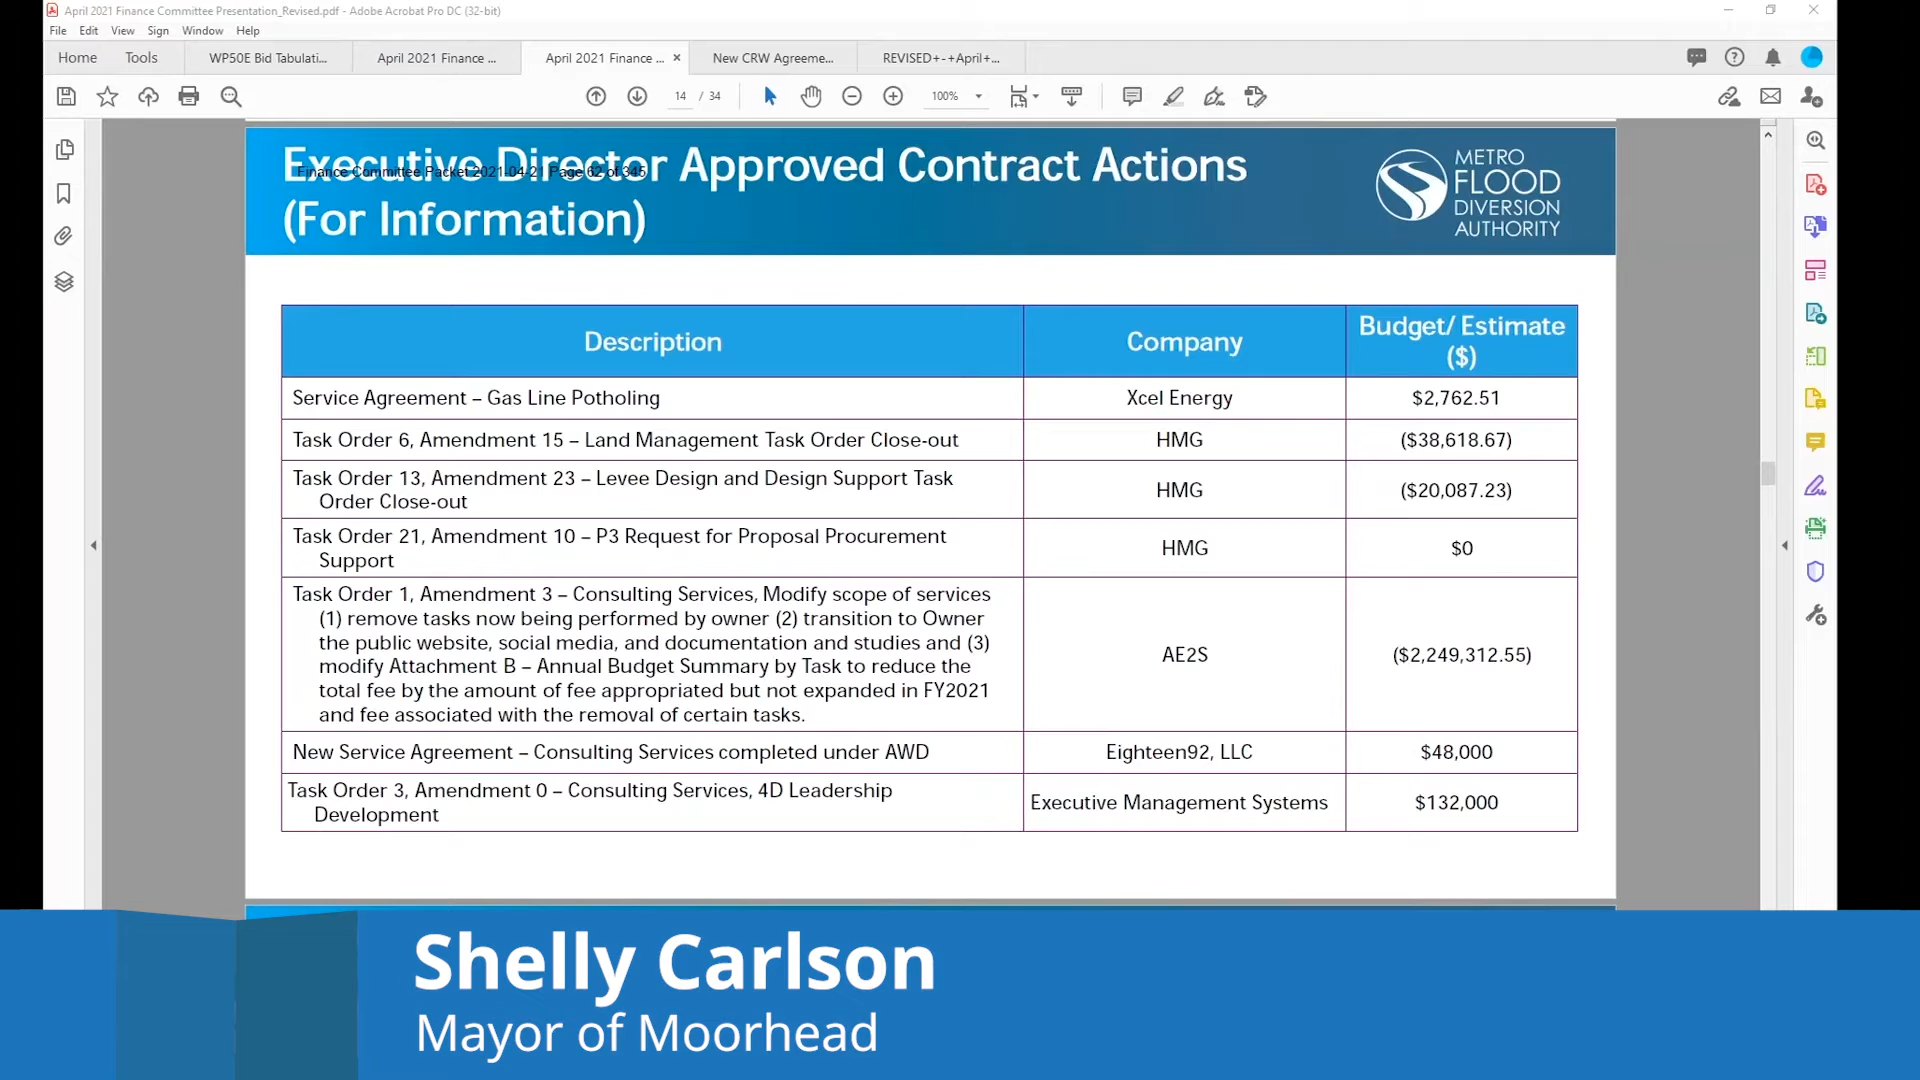 April 2021 Finance Committee Presentation_Revised.pdf - Adobe Acrobat Pro DC (32-bit)
File Edit View Sign Window Help
Home Tools WP50E Bid Tabulati... April 2021 Finance ... April 2021 Finance ... × New CRW Agreeme... REVISED+-+April+...
14 / 34 100%
Executive Director Approved Contract Actions
Finance Committee Packet 2021-04-21 Page 62 of 345
(For Information)
METRO
FLOOD
DIVERSION
AUTHORITY
Description Company Budget/ Estimate
($)
Service Agreement – Gas Line Potholing Xcel Energy $2,762.51
Task Order 6, Amendment 15 – Land Management Task Order Close-out HMG ($38,618.67)
Task Order 13, Amendment 23 – Levee Design and Design Support Task
Order Close-out HMG ($20,087.23)
Task Order 21, Amendment 10 – P3 Request for Proposal Procurement
Support HMG $0
Task Order 1, Amendment 3 – Consulting Services, Modify scope of services
(1) remove tasks now being performed by owner (2) transition to Owner
the public website, social media, and documentation and studies and (3)
modify Attachment B – Annual Budget Summary by Task to reduce the
total fee by the amount of fee appropriated but not expanded in FY2021
and fee associated with the removal of certain tasks.
AE2S ($2,249,312.55)
New Service Agreement – Consulting Services completed under AWD Eighteen92, LLC $48,000
Task Order 3, Amendment 0 – Consulting Services, 4D Leadership
Development Executive Management Systems $132,000
Shelly Carlson
Mayor of Moorhead